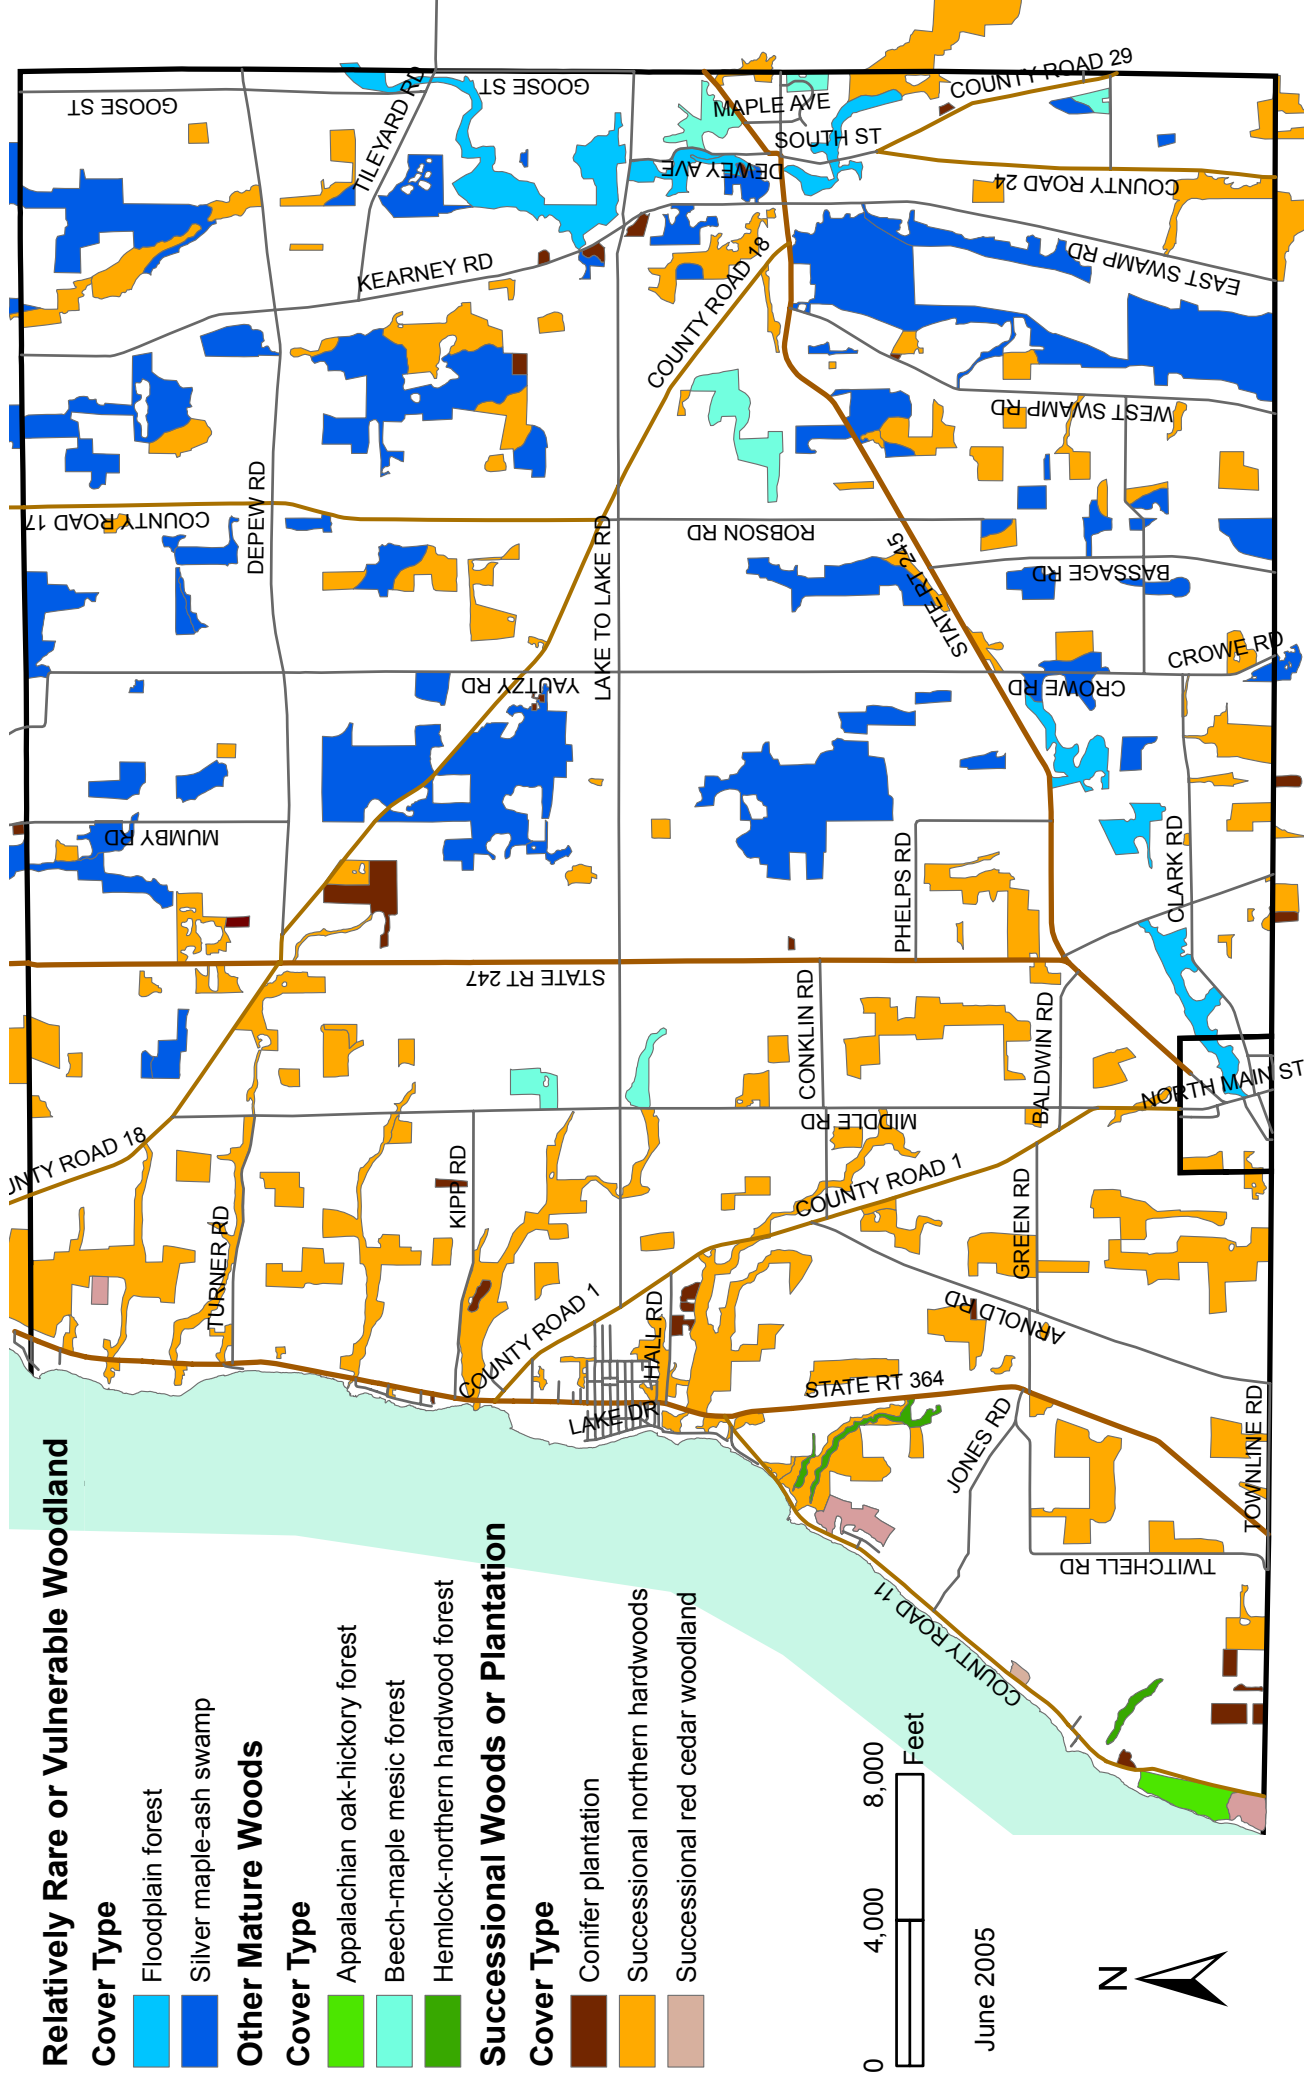 Relatively Rare or Vulnerable Woodland
Cover Type
Floodplain forest
Silver maple-ash swamp
Other Mature Woods
Cover Type
Appalachian oak-hickory forest
Beech-maple mesic forest
Hemlock-northern hardwood forest
Successional Woods or Plantation
Cover Type
Conifer plantation
Successional northern hardwoods
Successional red cedar woodland
0
4,000
8,000
Feet
June 2005
N
GOOSE ST
TILEYARD RD
GOOSE ST
MAPLE AVE
COUNTY ROAD 29
SOUTH ST
DEWEY AVE
COUNTY ROAD 24
KEARNEY RD
COUNTY ROAD 18
EAST SWAMP RD
WEST SWAMP RD
COUNTY ROAD 17
DEPEW RD
LAKE TO LAKE RD
ROBSON RD
STATE RT 245
BASSAGE RD
YAUTZY RD
CROWE RD
CROWE RD
MUMBY RD
PHELPS RD
CLARK RD
STATE RT 247
CONKLIN RD
BALDWIN RD
NORTH MAIN ST
MIDDLE RD
UNTY ROAD 18
TURNER RD
KIPP RD
COUNTY ROAD 1
GREEN RD
COUNTY ROAD 1
HALL RD
ARNOLD RD
LAKE DR
STATE RT 364
JONES RD
TOWNLINE RD
TWITCHELL RD
COUNTY ROAD 11